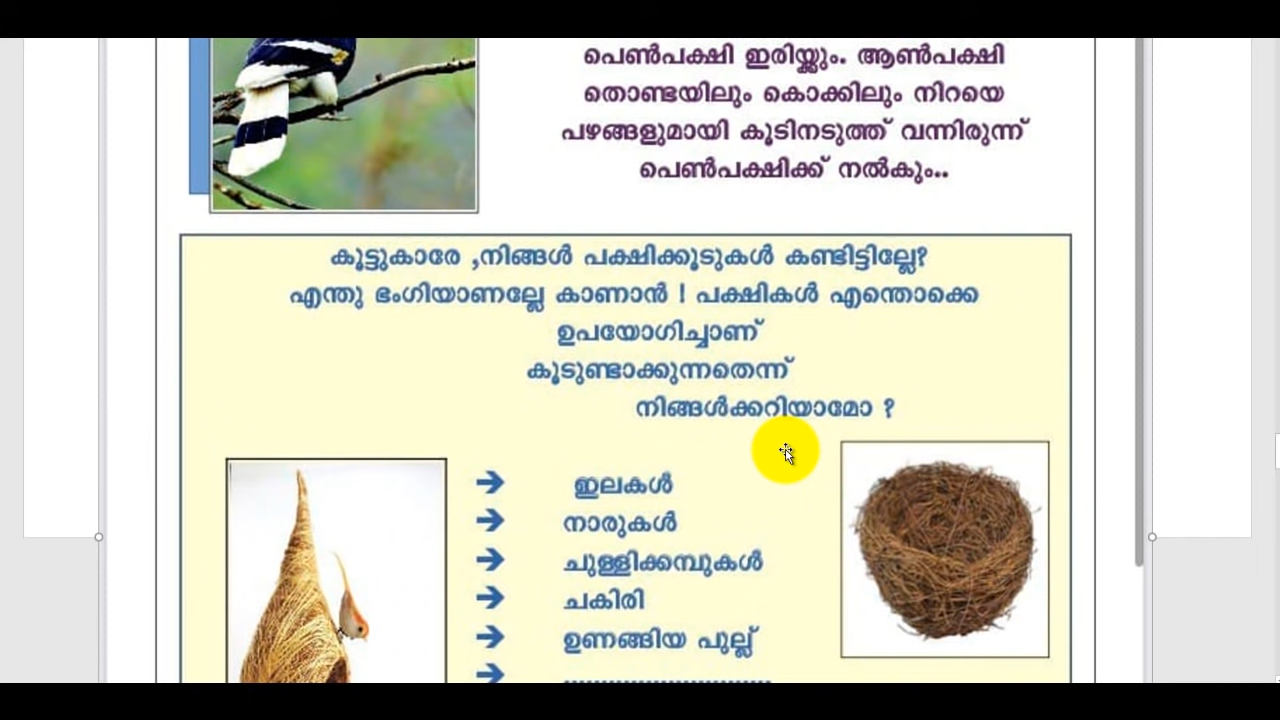 പെൺപക്ഷി ഇരിയ്ക്കും. ആൺപക്ഷി
തൊണ്ടയിലും കൊക്കിലും നിറയെ
പഴങ്ങളുമായി കൂടിനടുത്ത് വന്നിരുന്ന്
പെൺപക്ഷിക്ക് നൽകും..
കൂട്ടുകാരേ ,നിങ്ങൾ പക്ഷിക്കൂടുകൾ കണ്ടിട്ടില്ലേ?
എന്തു ഭംഗിയാണല്ലേ കാണാൻ ! പക്ഷികൾ എന്തൊക്കെ
ഉപയോഗിച്ചാണ്
കൂടുണ്ടാക്കുന്നതെന്ന്
നിങ്ങൾക്കറിയാമോ ?
➔ ഇലകൾ
➔ നാരുകൾ
➔ ചുള്ളിക്കമ്പുകൾ
➔ ചകിരി
➔ ഉണങ്ങിയ പുല്ല്
➔ ............................